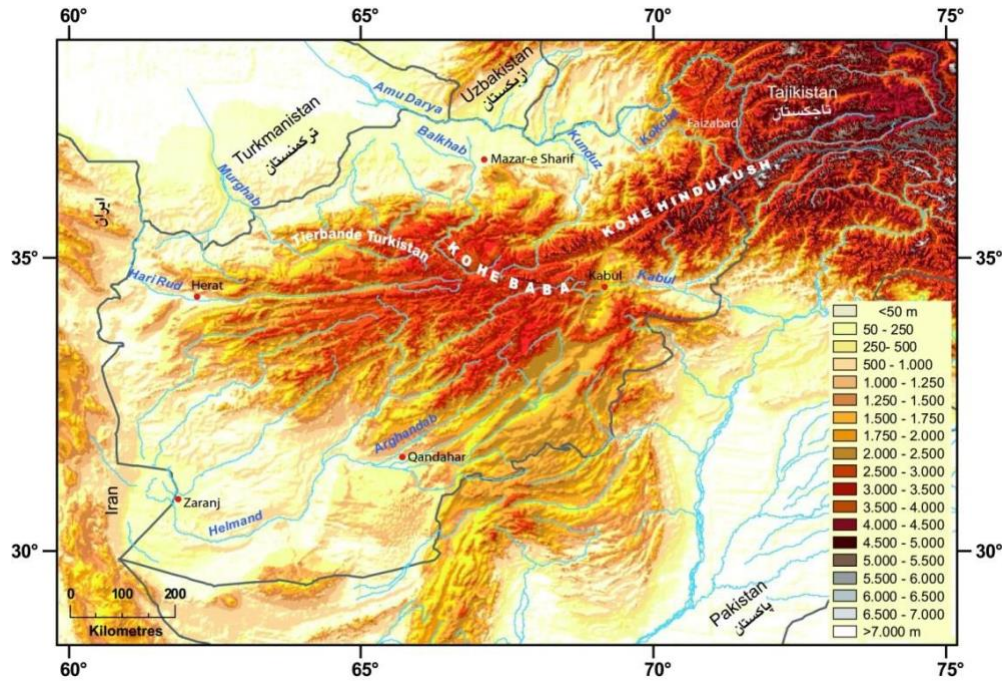 60°
65°
70°
75°
35°
30°
35°
30°
60°
65°
70°
75°
Turkmanistan
ترکمنستان
Uzbakistan
ازبکستان
Tajikistan
تاجکستان
ایران
Iran
Pakistan
پاکستان
Amu Darya
Balkhab
Kunduz
Kokcha
Murghab
Hari Rud
Kabul
Arghandab
Helmand
Mazar-e Sharif
Faizabad
Herat
Kabul
Qandahar
Zaranj
Tierbande Turkistan
KOHE BABA
KOHE HINDUKUSH
0 100 200
Kilometres
<50 m
50 - 250
250- 500
500 - 1.000
1.000 - 1.250
1.250 - 1.500
1.500 - 1.750
1.750 - 2.000
2.000 - 2.500
2.500 - 3.000
3.000 - 3.500
3.500 - 4.000
4.000 - 4.500
4.500 - 5.000
5.000 - 5.500
5.500 - 6.000
6.000 - 6.500
6.500 - 7.000
>7.000 m